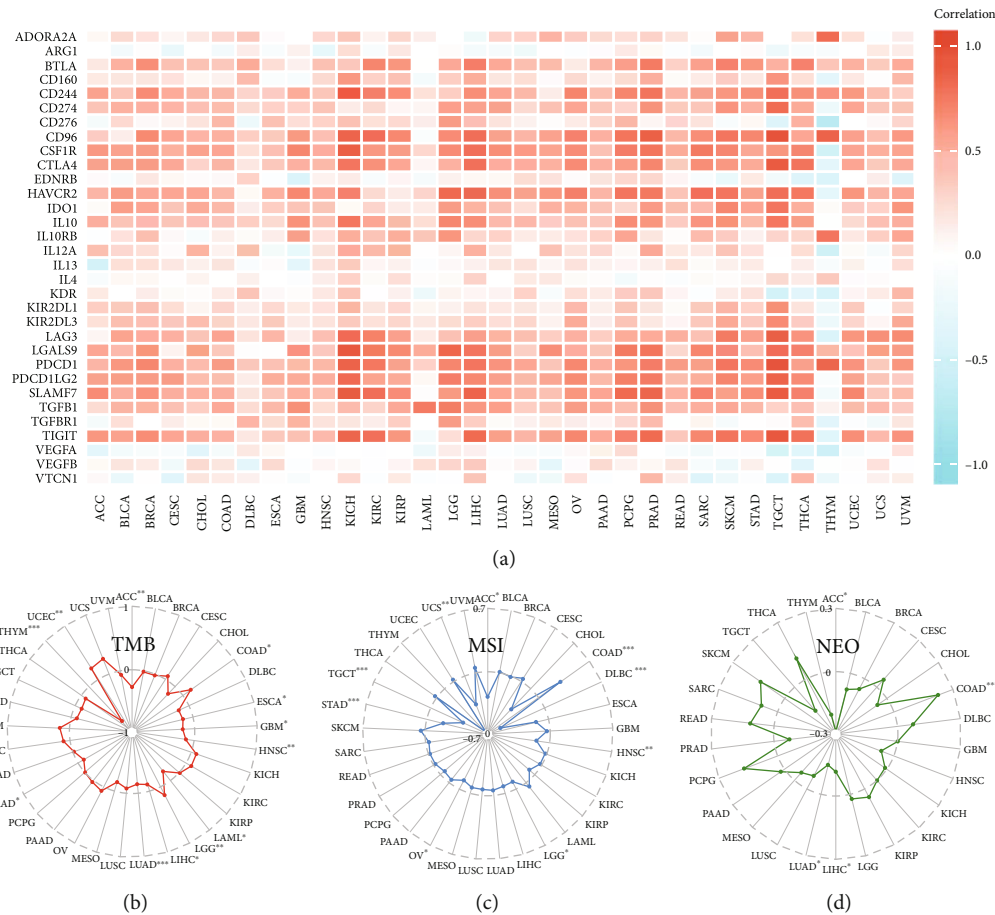 Correlation
ADORA2A
ARG1
BTLA
CD160
CD244
CD274
CD276
CD96
CSF1R
CTLA4
EDNRB
HAVCR2
IDO1
IL10
IL10RB
IL12A
IL13
IL4
KDR
KIR2DL1
KIR2DL3
LAG3
LGALS9
PDCD1
PDCD1LG2
SLAMF7
TGFB1
TGFBR1
TIGIT
VEGFA
VEGFB
VTCN1
1.0
0.5
0.0
−0.5
−1.0
ACC BLCA BRCA CESC CHOL COAD DLBC ESCA GBM HNSC KICH KIRC KIRP LAML LGG LIHC LUAD LUSC MESO OV PAAD PCPG PRAD READ SARC SKCM STAD TGCT THCA THYM UCEC UCS UVM
(a)
TMB
1
0
−1
ACC**
BLCA
BRCA
CESC
CHOL
COAD*
DLBC
ESCA*
GBM*
HNSC**
KICH
KIRC
KIRP
LAML*
LGG**
LIHC*
LUAD***
LUSC
MESO
OV
PAAD
PCPG
AD*
AD
C
M
D
GCT
THCA
THYM***
UCEC**
UCS
UVM
(b)
MSI
0.7
0
−0.7
ACC*
BLCA
BRCA
CESC
CHOL
COAD***
DLBC***
ESCA
GBM
HNSC**
KICH
KIRC
KIRP
LAML
LGG*
LIHC
LUAD
LUSC
MESO
OV*
PAAD
PCPG
PRAD
READ
SARC
SKCM
STAD***
TGCT***
THCA
THYM
UCEC
UCS**
UVM
(c)
NEO
0.3
0
−0.3
ACC*
BLCA
BRCA
CESC
COAD**
DLBC
GBM
HNSC
KICH
KIRC
KIRP
LGG
LIHC*
LUAD*
LUSC
MESO
PAAD
PCPG
PRAD
READ
SARC
SKCM
TGCT
THCA
THYM
(d)